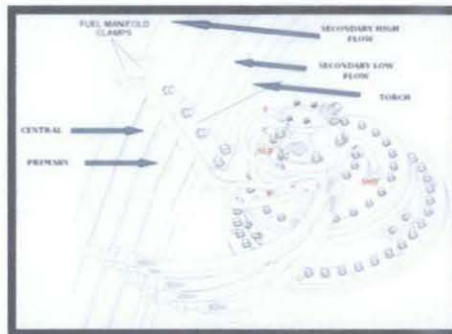 FUEL MANIFOLD
CLAMPS
SECONDARY HIGH
FLOW
SECONDARY LOW
FLOW
TORCH
CENTRAL
PRIMARY